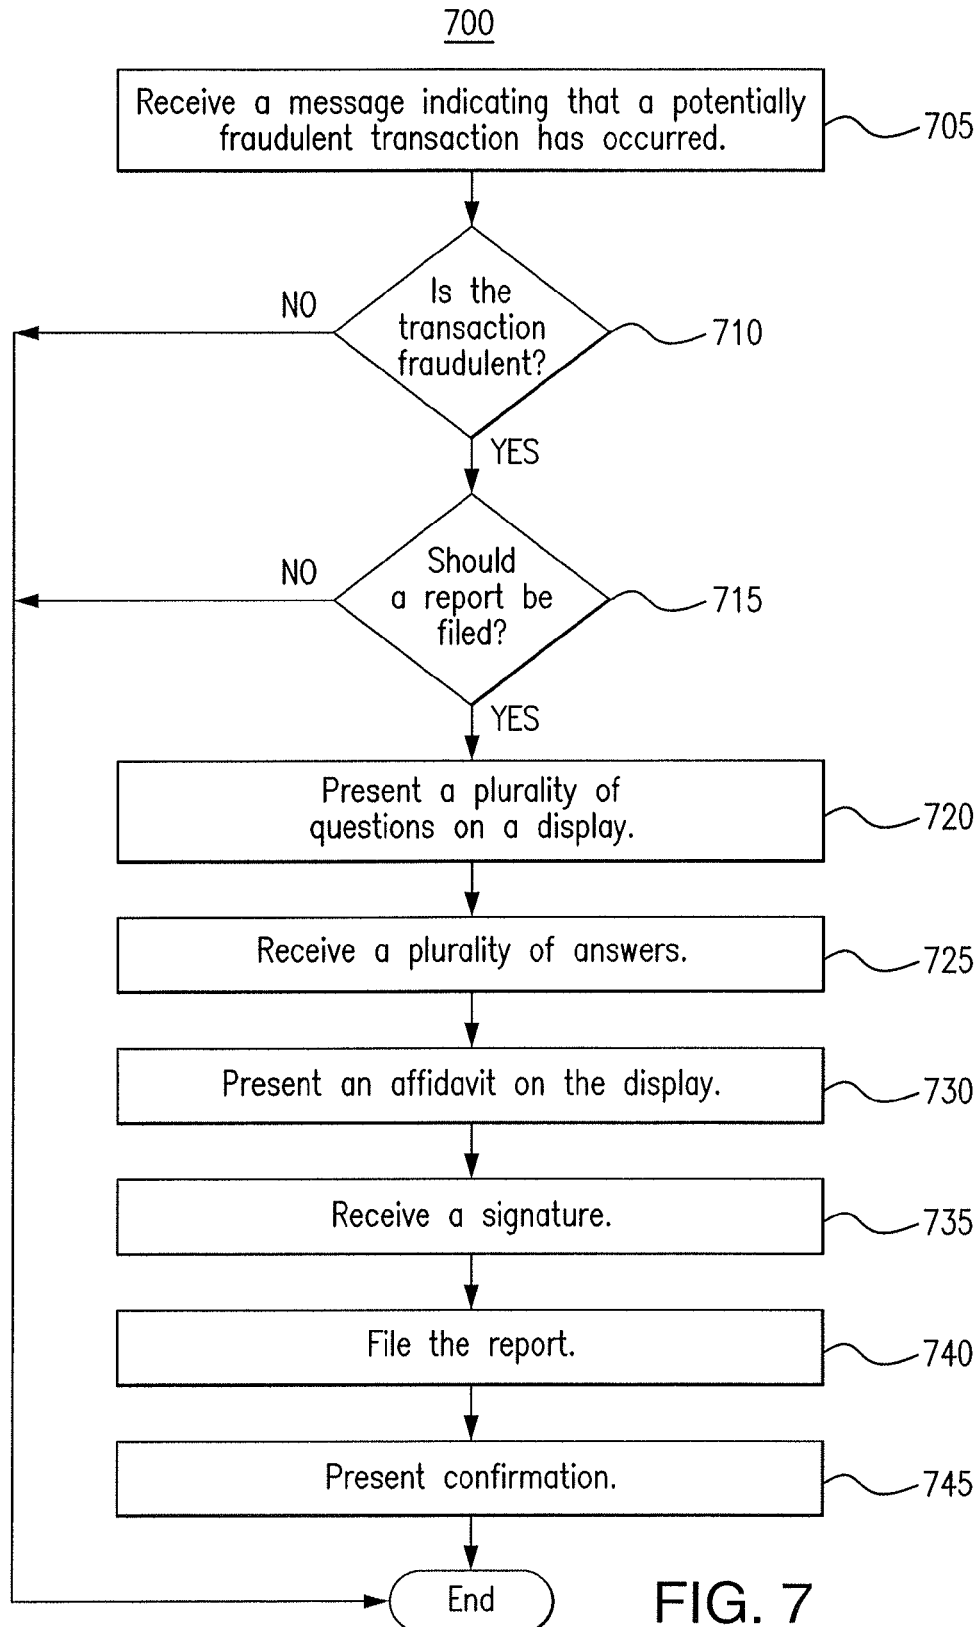 700
Receive a message indicating that a potentially
fraudulent transaction has occurred.
705
Is the
transaction
fraudulent?
NO
710
YES
Should
a report be
filed?
NO
715
YES
Present a plurality of
questions on a display.
720
Receive a plurality of answers.
725
Present an affidavit on the display.
730
Receive a signature.
735
File the report.
740
Present confirmation.
745
End
FIG. 7